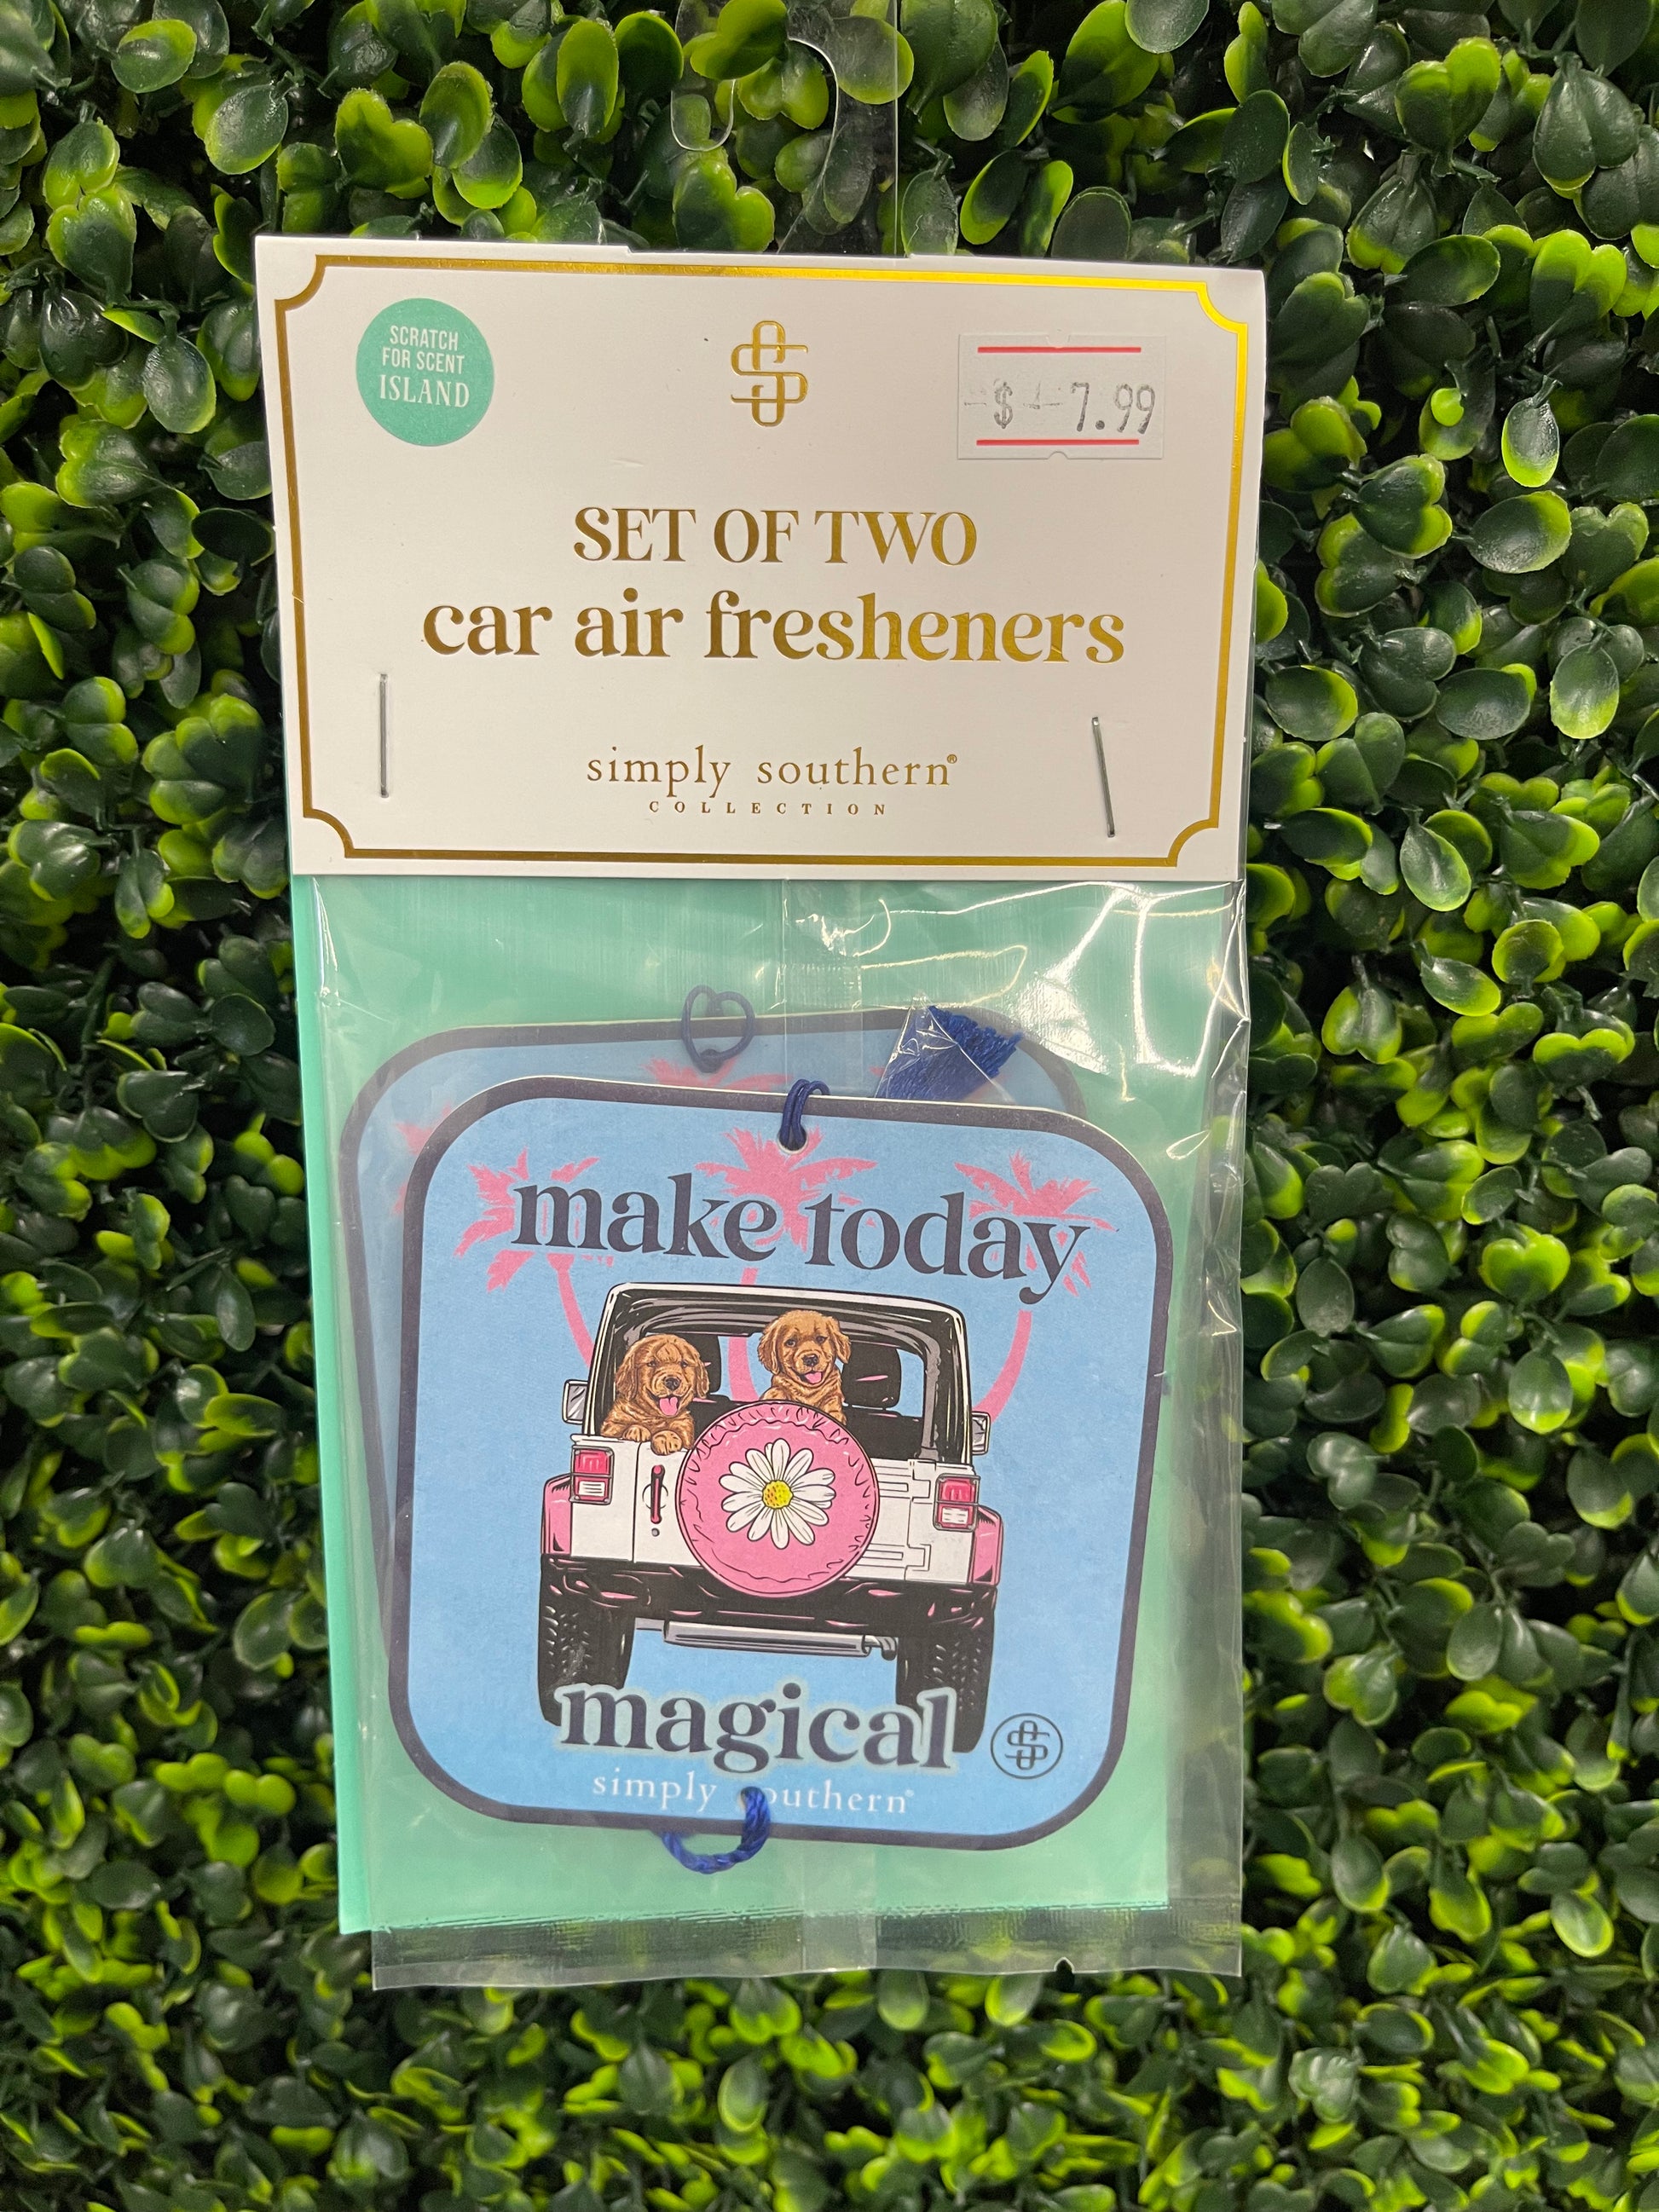 SCRATCH
FOR SCENT
ISLAND
$ 7.99
SET OF TWO
car air fresheners
simply southern®
COLLECTION
make today
magical
simply southern®